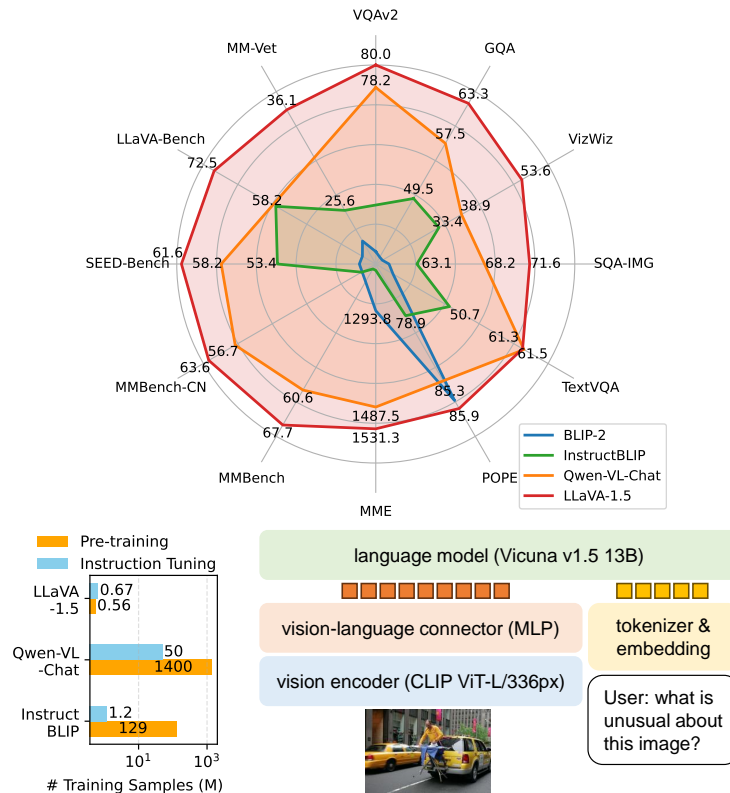 VQAv2
MM-Vet
GQA
80.0
78.2
36.1
63.3
57.5
LLaVA-Bench
VizWiz
72.5
53.6
58.2
25.6
49.5
38.9
33.4
61.6
SEED-Bench
58.2
53.4
63.1
68.2
71.6
SQA-IMG
1293.8
78.9
50.7
61.3
61.5
56.7
63.6
MMBench-CN
TextVQA
60.6
85.3
67.7
1487.5
85.9
1531.3
MMBench
POPE
MME
BLIP-2
InstructBLIP
Qwen-VL-Chat
LLaVA-1.5
Pre-training
Instruction Tuning
LLaVA
-1.5
0.67
0.56
Qwen-VL
-Chat
50
1400
Instruct
BLIP
1.2
129
10¹
10³
# Training Samples (M)
language model (Vicuna v1.5 13B)
vision-language connector (MLP)
tokenizer &
embedding
vision encoder (CLIP ViT-L/336px)
User: what is
unusual about
this image?